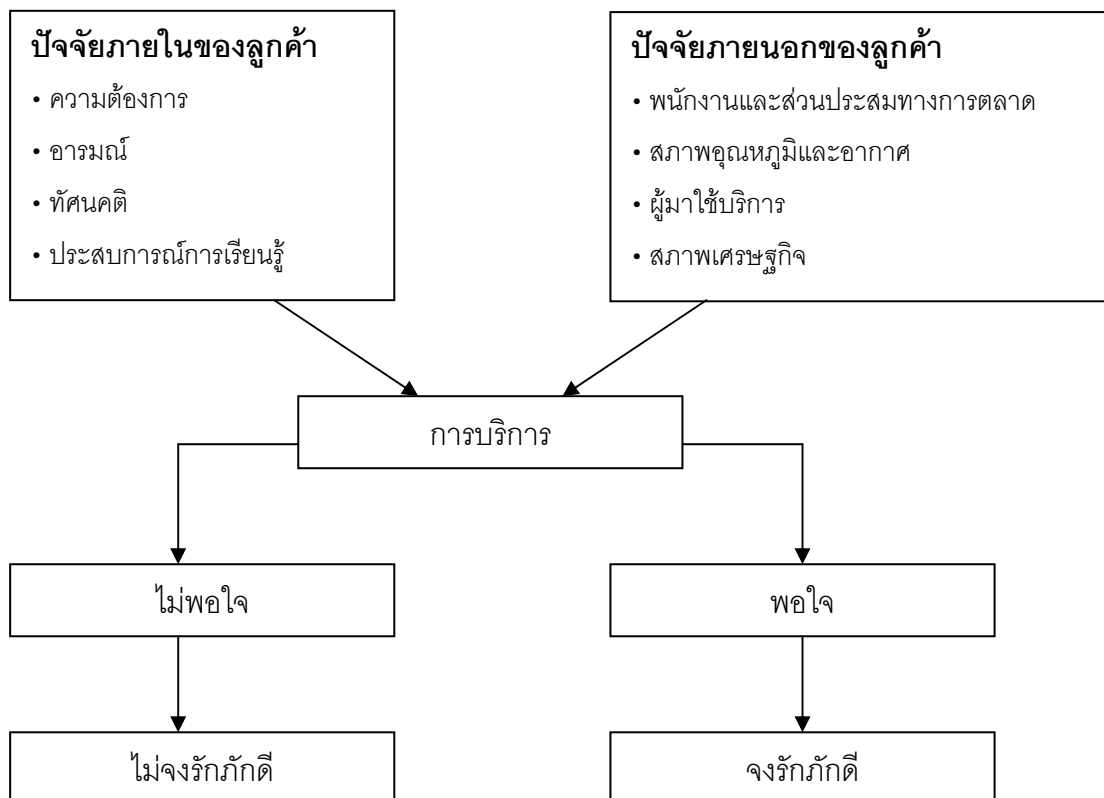 ปัจจัยภายในของลูกค้า
• ความต้องการ
• อารมณ์
• ทัศนคติ
• ประสบการณ์การเรียนรู้
ปัจจัยภายนอกของลูกค้า
• พนักงานและส่วนประสมทางการตลาด
• สภาพอุณหภูมิและอากาศ
• ผู้มาใช้บริการ
• สภาพเศรษฐกิจ
การบริการ
ไม่พอใจ
พอใจ
ไม่จงรักภักดี
จงรักภักดี